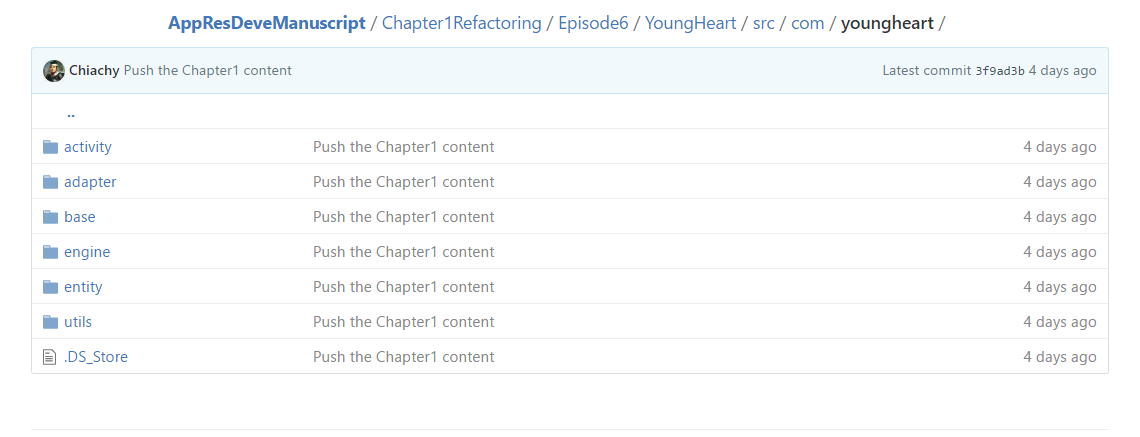 AppResDeveManuscript / Chapter1Refactoring / Episode6 / YoungHeart / src / com / youngheart /
Chiachy Push the Chapter1 content Latest commit 3f9ad3b 4 days ago
..
activity Push the Chapter1 content 4 days ago
adapter Push the Chapter1 content 4 days ago
base Push the Chapter1 content 4 days ago
engine Push the Chapter1 content 4 days ago
entity Push the Chapter1 content 4 days ago
utils Push the Chapter1 content 4 days ago
.DS_Store Push the Chapter1 content 4 days ago